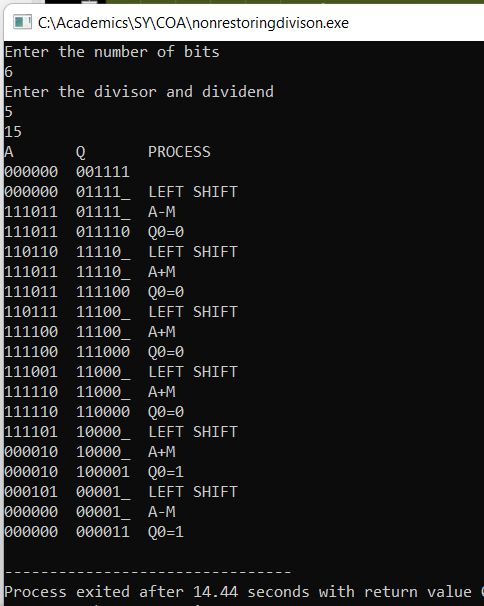 C:\Academics\SY\COA\nonrestoringdivison.exe
Enter the number of bits
6
Enter the divisor and dividend
5
15
A Q PROCESS
000000 001111
000000 01111_ LEFT SHIFT
111011 01111_ A-M
111011 011110 Q0=0
110110 11110_ LEFT SHIFT
111011 11110_ A+M
111011 111100 Q0=0
110111 11100_ LEFT SHIFT
111100 11100_ A+M
111100 111000 Q0=0
111001 11000_ LEFT SHIFT
111110 11000_ A+M
111110 110000 Q0=0
111101 10000_ LEFT SHIFT
000010 10000_ A+M
000010 100001 Q0=1
000101 00001_ LEFT SHIFT
000000 00001_ A-M
000000 000011 Q0=1
--------------------------------
Process exited after 14.44 seconds with return value